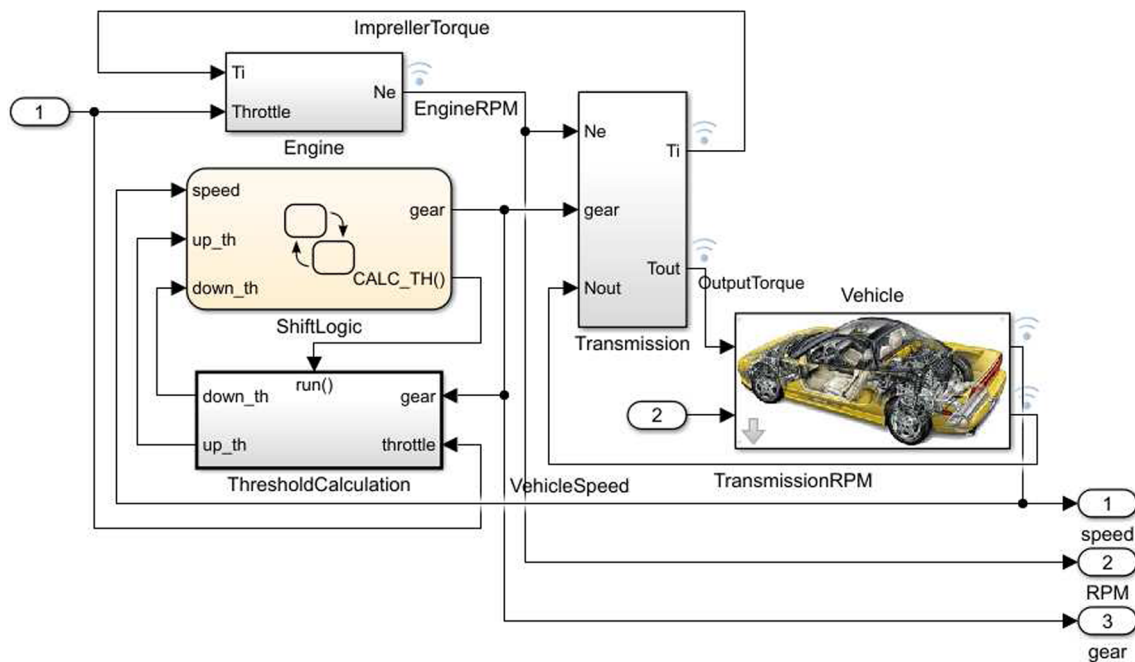 ImprellerTorque
Ti
Ne
Throttle
1
EngineRPM
Engine
Ne
Ti
gear
Tout
Nout
Transmission
speed
gear
up_th
CALC_TH()
down_th
ShiftLogic
OutputTorque
Vehicle
run()
down_th
gear
up_th
throttle
ThresholdCalculation
2
VehicleSpeed
TransmissionRPM
1
speed
2
RPM
3
gear